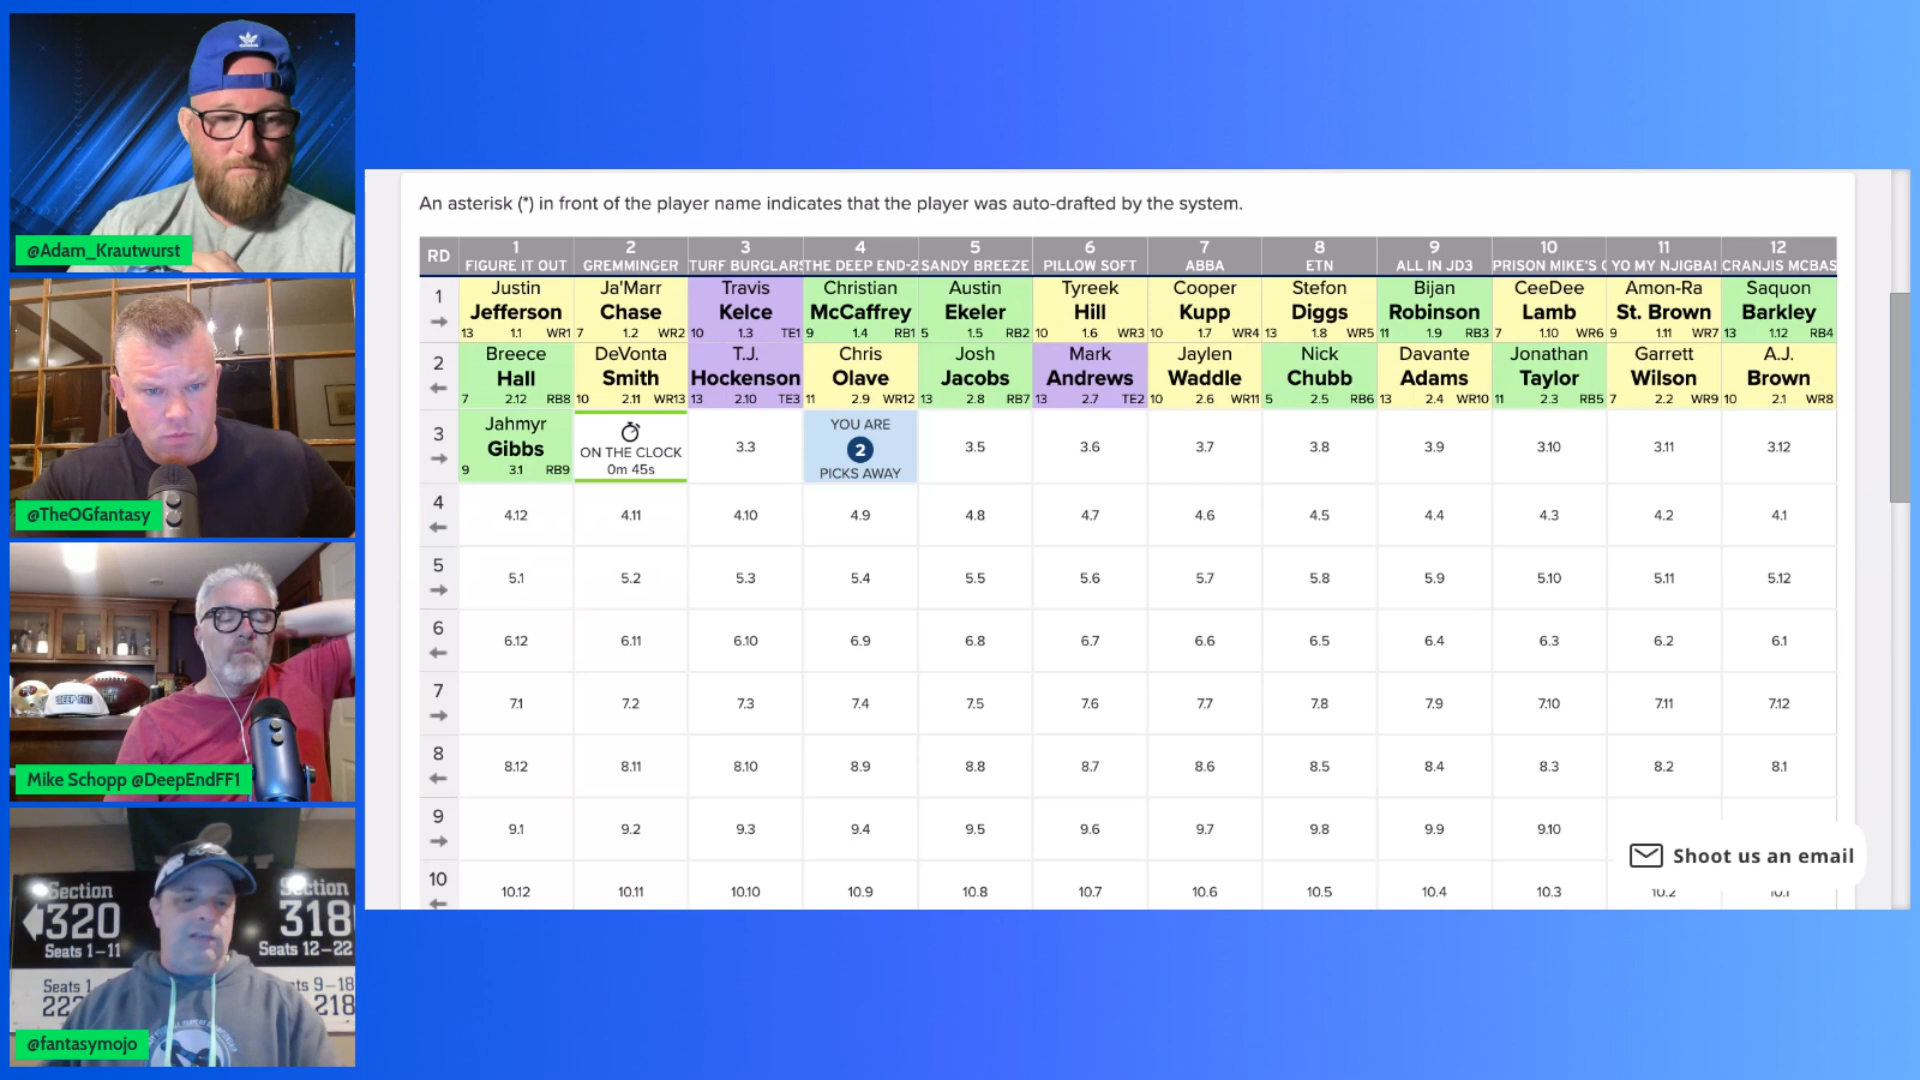 @Adam_Krautwurst
@TheOGfantasy
DEEP END
Mike Schopp @DeepEndFF1
Section
320
Seats 1-11
Section
318
Seats 12-22
Seats 1
222
ts 9-18
218
@fantasymojo
An asterisk (*) in front of the player name indicates that the player was auto-drafted by the system.
RD 1 2 3 4 5 6 7 8 9 10 11 12
FIGURE IT OUT GREMMINGER TURF BURGLARS THE DEEP END-2 SANDY BREEZE PILLOW SOFT ABBA ETN ALL IN JD3 PRISON MIKE'S ( YO MY NJIGBA! CRANJIS MCBAS
1 Justin Ja'Marr Travis Christian Austin Tyreek Cooper Stefon Bijan CeeDee Amon-Ra Saquon
Jefferson Chase Kelce McCaffrey Ekeler Hill Kupp Diggs Robinson Lamb St. Brown Barkley
13 1.1 WR1 7 1.2 WR2 10 1.3 TE1 9 1.4 RB1 5 1.5 RB2 10 1.6 WR3 10 1.7 WR4 13 1.8 WR5 11 1.9 RB3 7 1.10 WR6 9 1.11 WR7 13 1.12 RB4
2 Breece DeVonta T.J. Chris Josh Mark Jaylen Nick Davante Jonathan Garrett A.J.
Hall Smith Hockenson Olave Jacobs Andrews Waddle Chubb Adams Taylor Wilson Brown
7 2.12 RB8 10 2.11 WR13 13 2.10 TE3 11 2.9 WR12 13 2.8 RB7 13 2.7 TE2 10 2.6 WR11 5 2.5 RB6 13 2.4 WR10 11 2.3 RB5 7 2.2 WR9 10 2.1 WR8
3 Jahmyr Gibbs ON THE CLOCK 3.3 YOU ARE 2 PICKS AWAY 3.5 3.6 3.7 3.8 3.9 3.10 3.11 3.12
9 3.1 RB9 0m 45s
4 4.12 4.11 4.10 4.9 4.8 4.7 4.6 4.5 4.4 4.3 4.2 4.1
5 5.1 5.2 5.3 5.4 5.5 5.6 5.7 5.8 5.9 5.10 5.11 5.12
6 6.12 6.11 6.10 6.9 6.8 6.7 6.6 6.5 6.4 6.3 6.2 6.1
7 7.1 7.2 7.3 7.4 7.5 7.6 7.7 7.8 7.9 7.10 7.11 7.12
8 8.12 8.11 8.10 8.9 8.8 8.7 8.6 8.5 8.4 8.3 8.2 8.1
9 9.1 9.2 9.3 9.4 9.5 9.6 9.7 9.8 9.9 9.10
Shoot us an email
10 10.12 10.11 10.10 10.9 10.8 10.7 10.6 10.5 10.4 10.3 10.2 10.1